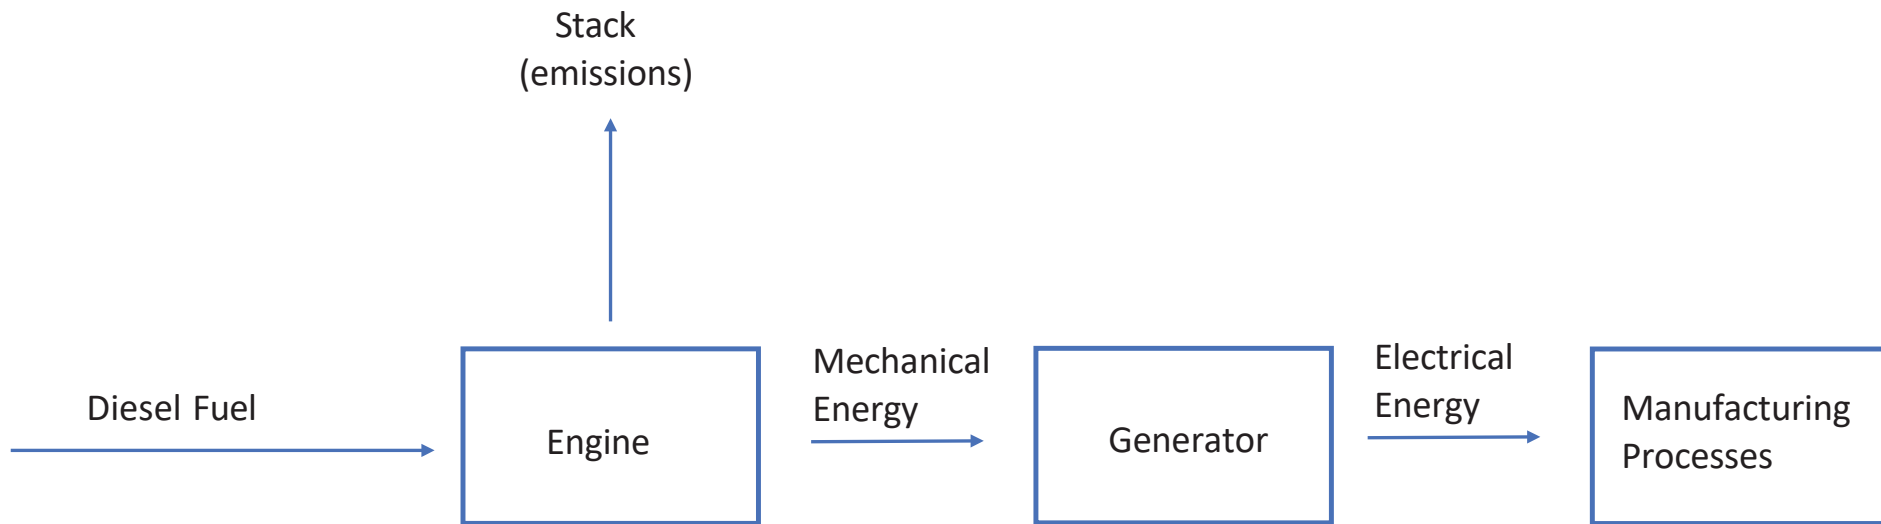 Stack
(emissions)
Diesel Fuel
Engine
Mechanical
Energy
Generator
Electrical
Energy
Manufacturing
Processes